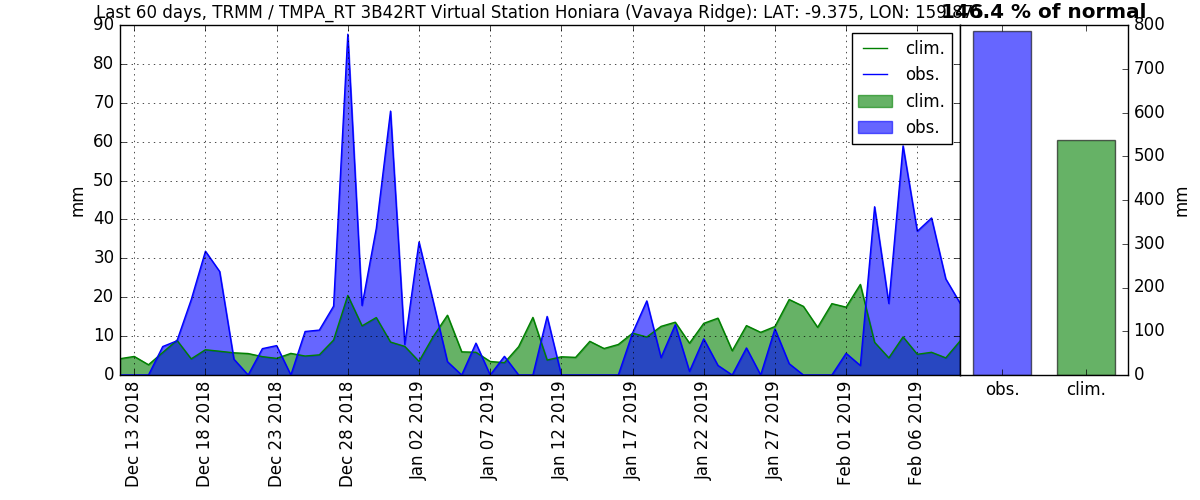 Last 60 days, TRMM / TMPA_RT 3B42RT Virtual Station Honiara (Vavaya Ridge): LAT: -9.375, LON:
146.4 % of normal
90
80
70
60
50
40
30
20
10
0
mm
clim.
obs.
clim.
obs.
800
700
600
500
400
300
200
100
0
mm
obs.
clim.
Dec 13 2018
Dec 18 2018
Dec 23 2018
Dec 28 2018
Jan 02 2019
Jan 07 2019
Jan 12 2019
Jan 17 2019
Jan 22 2019
Jan 27 2019
Feb 01 2019
Feb 06 2019